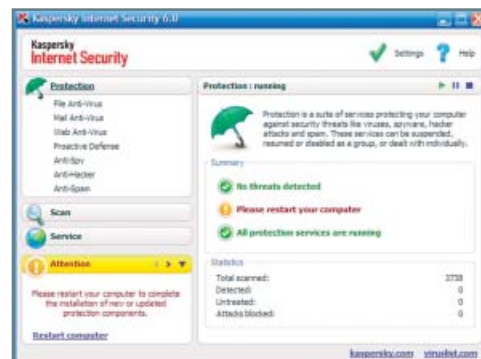 Kaspersky Internet Security 6.0
Kaspersky
Internet Security
Settings
Help
Protection
File Anti-Virus
Mail Anti-Virus
Web Anti-Virus
Proactive Defense
Anti-Spy
Anti-Hacker
Anti-Spam
Scan
Service
Attention
Please restart your computer to complete
the installation of new or updated
protection components.
Restart computer
Protection : running
Protection is a suite of services protecting your computer
against security threats like viruses, spyware, hacker
attacks and spam. These services can be suspended,
resumed or disabled as a group, or dealt with individually.
Summary
No threats detected
Please restart your computer
All protection services are running
Statistics
Total scanned: 3738
Detected: 0
Untreated: 0
Attacks blocked: 0
kaspersky.com viruslist.com